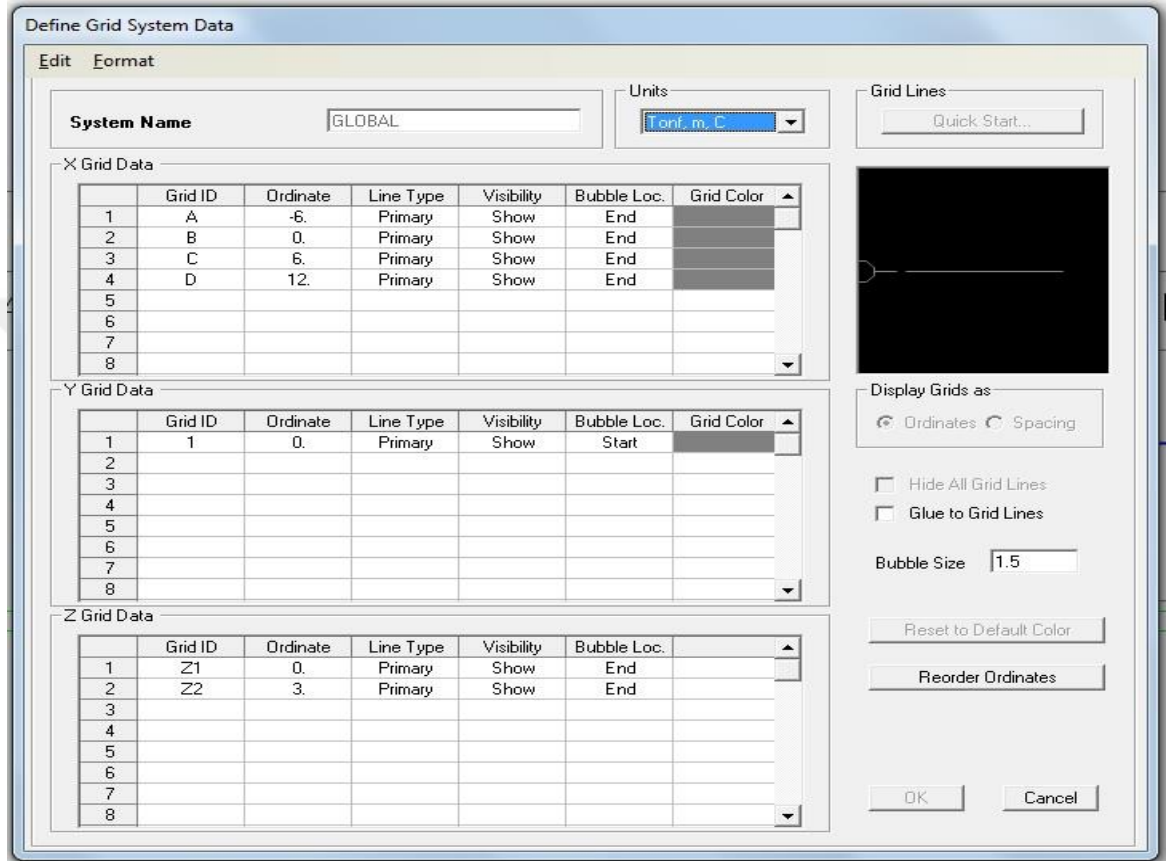 Define Grid System Data
Edit Format
System Name GLOBAL
Units
Tonf, m, C
Grid Lines
Quick Start...
X Grid Data
Grid ID Ordinate Line Type Visibility Bubble Loc. Grid Color
1 A -6. Primary Show End
2 B 0. Primary Show End
3 C 6. Primary Show End
4 D 12. Primary Show End
5
6
7
8
Y Grid Data
Grid ID Ordinate Line Type Visibility Bubble Loc. Grid Color
1 1 0. Primary Show Start
2
3
4
5
6
7
8
Display Grids as
Ordinates Spacing
Hide All Grid Lines
Glue to Grid Lines
Bubble Size 1.5
Z Grid Data
Grid ID Ordinate Line Type Visibility Bubble Loc.
1 Z1 0. Primary Show End
2 Z2 3. Primary Show End
3
4
5
6
7
8
Reset to Default Color
Reorder Ordinates
OK Cancel